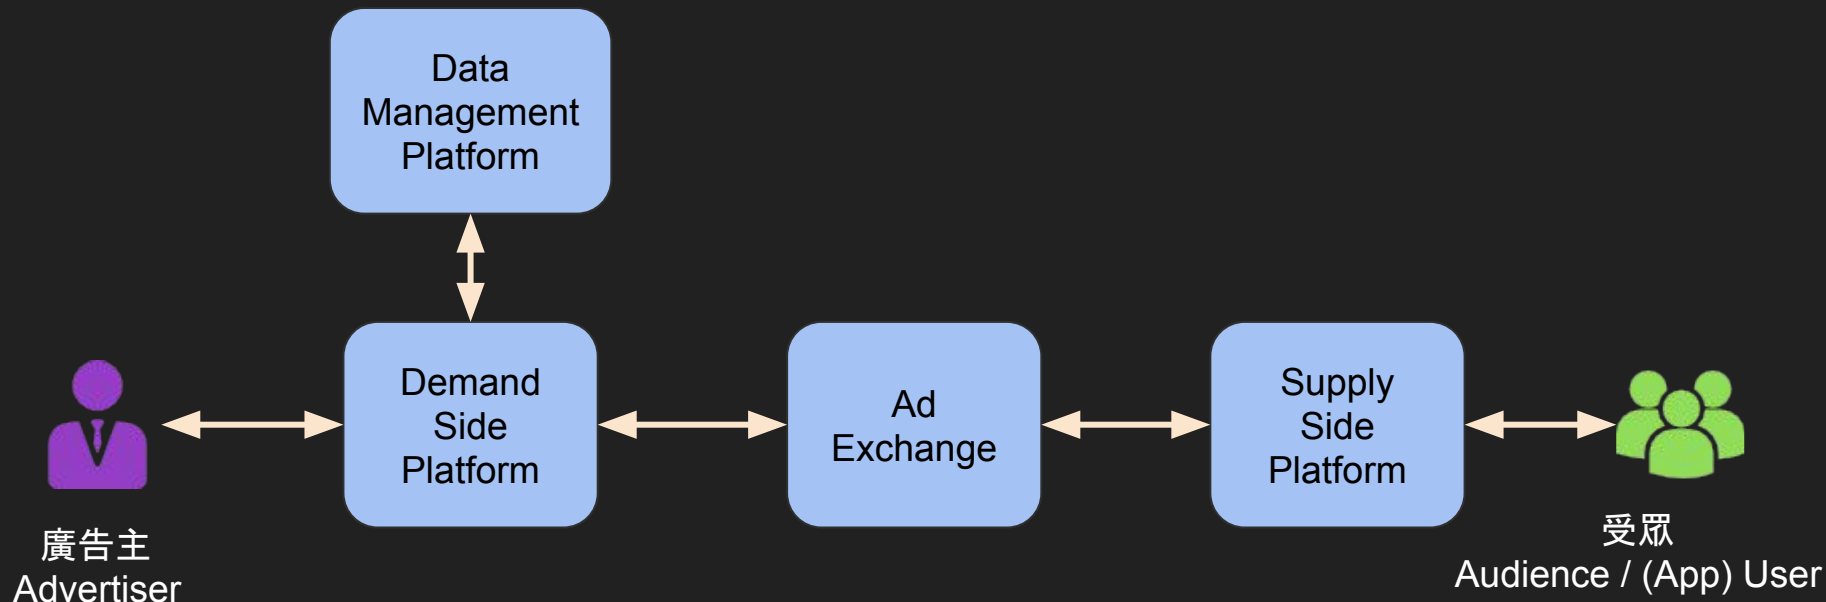 Data
Management
Platform
Demand
Side
Platform
Ad
Exchange
Supply
Side
Platform
廣告主
Advertiser
受眾
Audience / (App) User